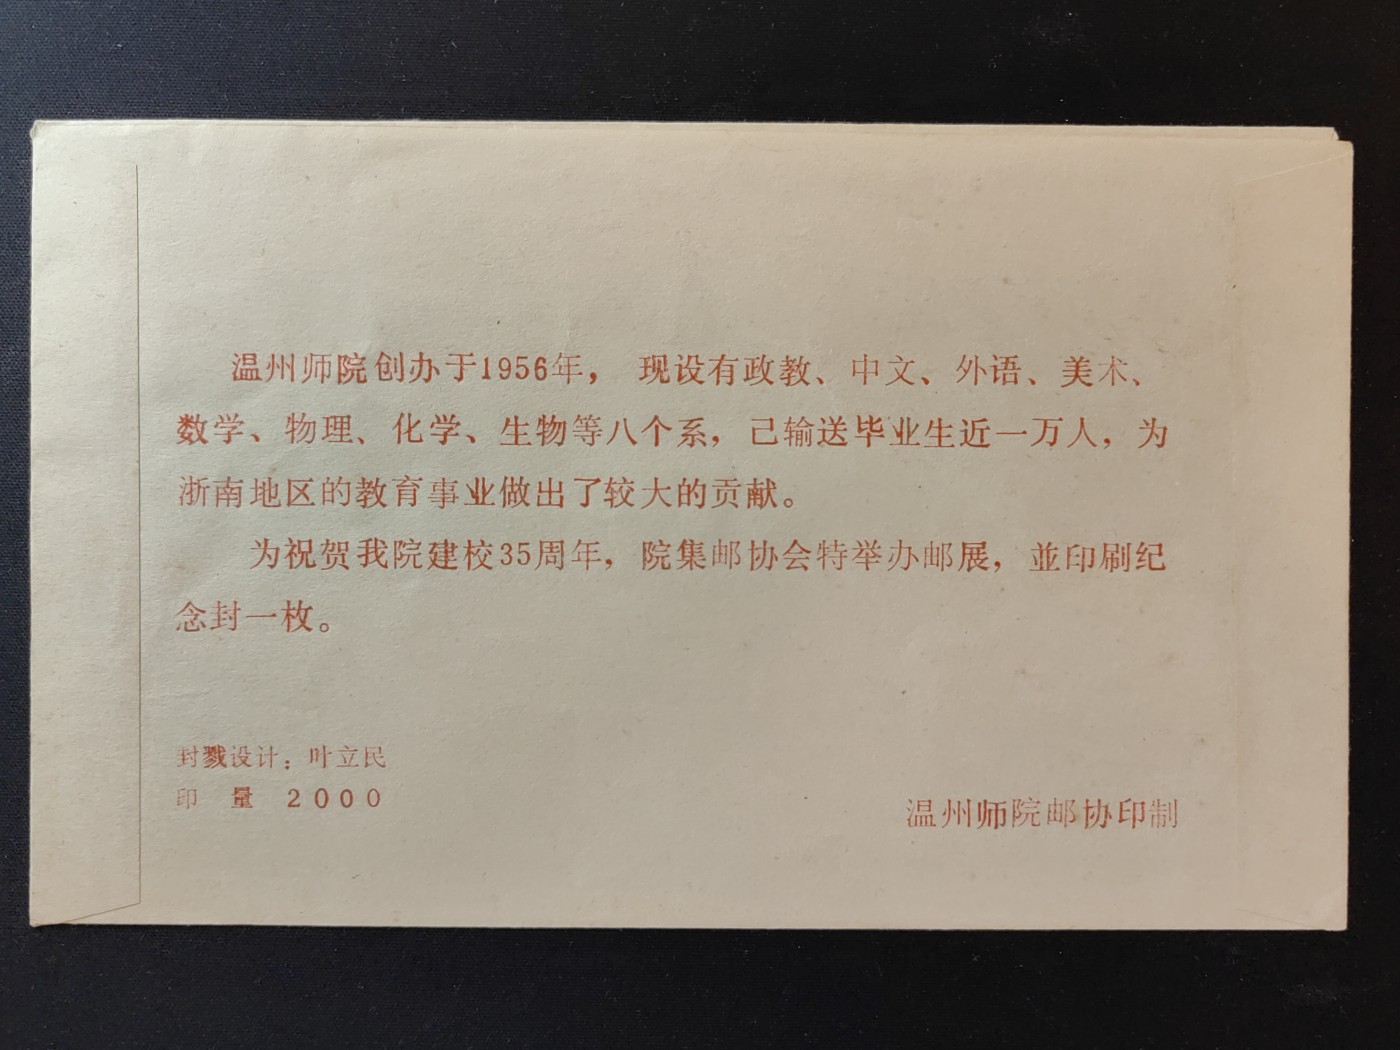 温州师院创办于1956年，现设有政教、中文、外语、美术、
数学、物理、化学、生物等八个系，己输送毕业生近一万人，为
浙南地区的教育事业做出了较大的贡献。
为祝贺我院建校35周年，院集邮协会特举办邮展，並印刷纪
念封一枚。
封戳设计：叶立民
印 量 2000
温州师院邮协印制